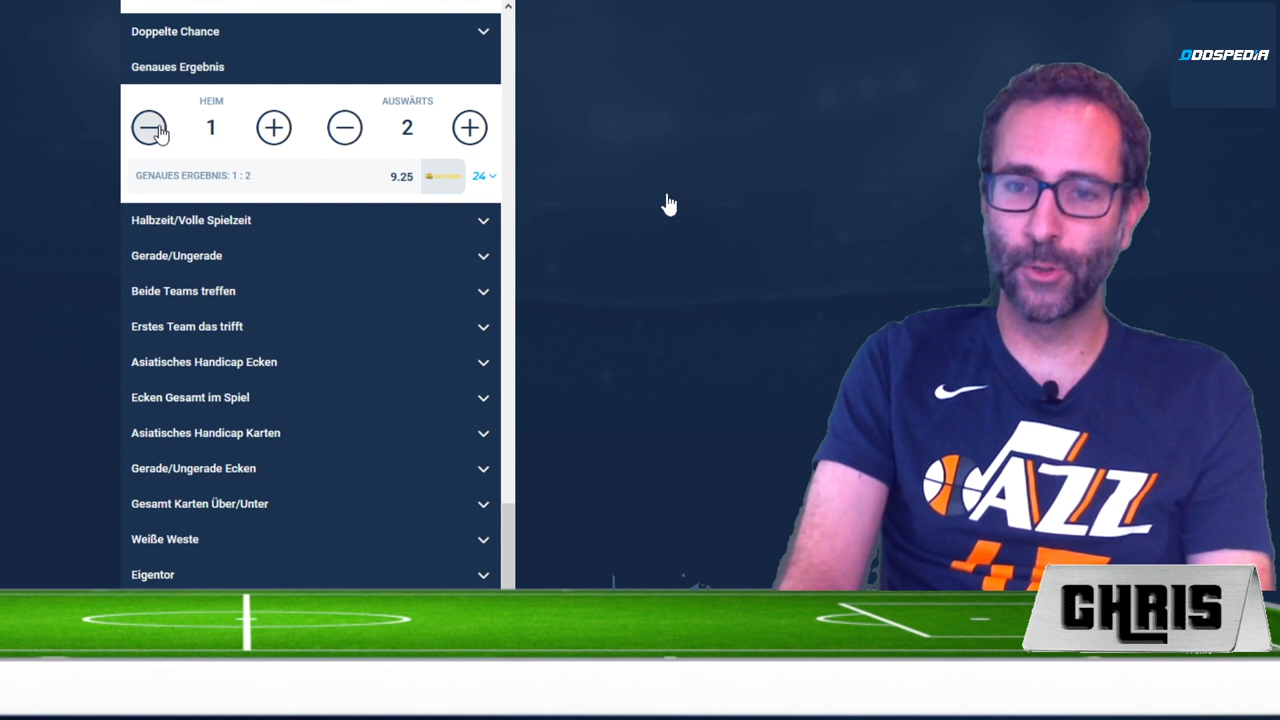 Doppelte Chance
Genaues Ergebnis
HEIM
AUSWÄRTS
1
2
GENAUES ERGEBNIS: 1 : 2
9.25
24
Halbzeit/Volle Spielzeit
Gerade/Ungerade
Beide Teams treffen
Erstes Team das trifft
Asiatisches Handicap Ecken
Ecken Gesamt im Spiel
Asiatisches Handicap Karten
Gerade/Ungerade Ecken
Gesamt Karten Über/Unter
Weiße Weste
Eigentor
ODDSPEDIA
JAZZ
CHRIS